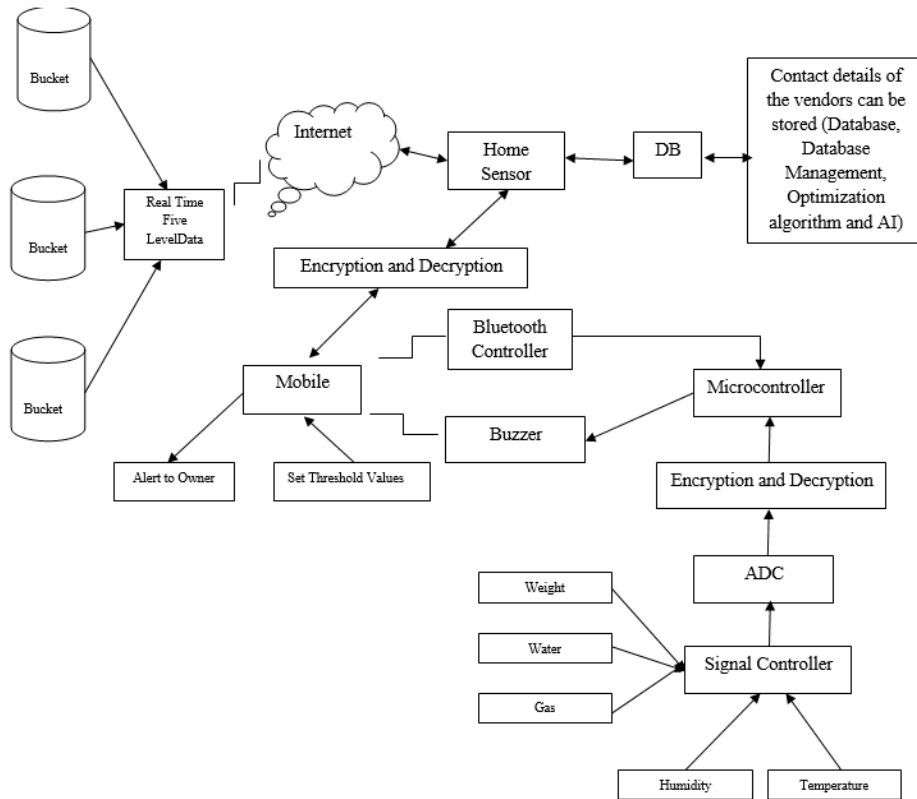 Bucket
Bucket
Bucket
Real Time
Five
LevelData
Internet
Home
Sensor
DB
Contact details of
the vendors can be
stored (Database,
Database
Management,
Optimization
algorithm and AI)
Encryption and Decryption
Bluetooth
Controller
Mobile
Microcontroller
Buzzer
Alert to Owner
Set Threshold Values
Encryption and Decryption
ADC
Weight
Water
Gas
Signal Controller
Humidity
Temperature